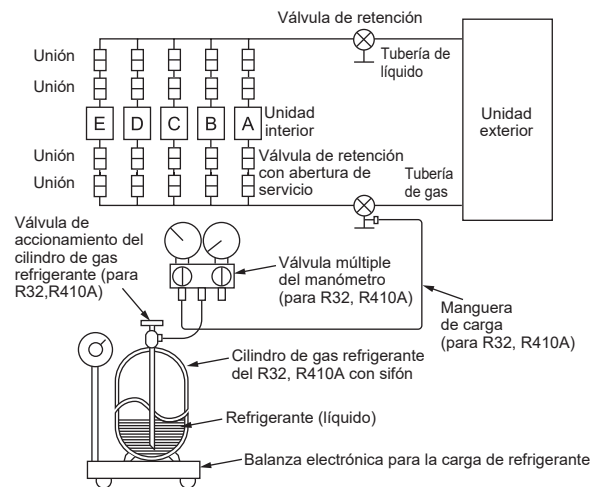 Válvula de retención
Unión
Tubería de
líquido
Unión
E
D
C
B
A
Unidad
interior
Unidad
exterior
Unión
Válvula de retención
con abertura de
servicio
Unión
Tubería
de gas
Válvula de
accionamiento del
cilindro de gas
refrigerante (para
R32,R410A)
Válvula múltiple
del manómetro
(para R32, R410A)
Manguera
de carga
(para R32, R410A)
Cilindro de gas refrigerante
del R32, R410A con sifón
Refrigerante (líquido)
Balanza electrónica para la carga de refrigerante